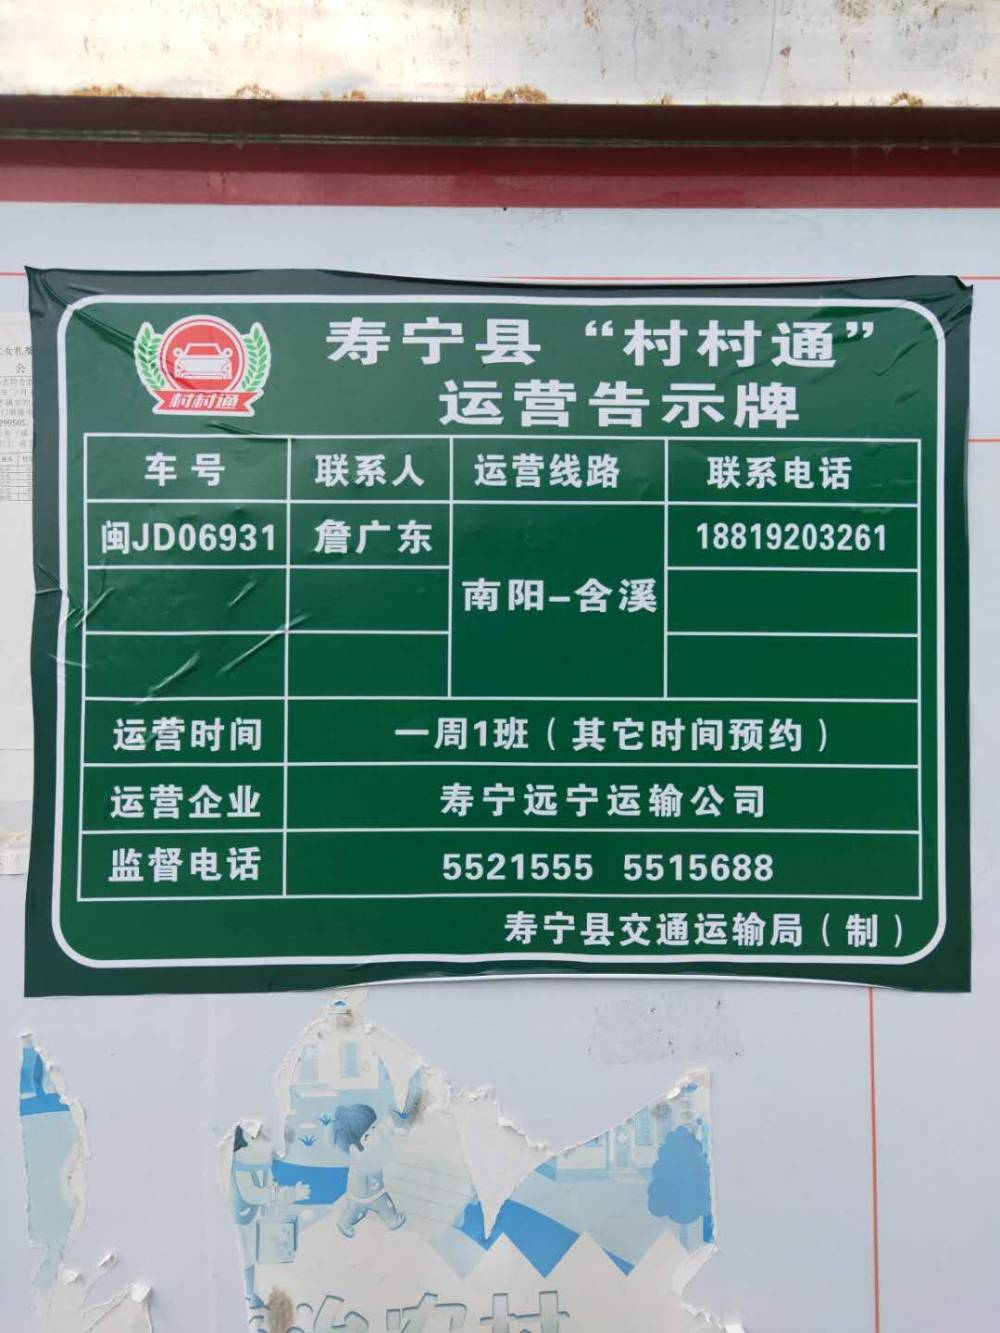 寿宁县“村村通”
运营告示牌
村村通
车号 联系人 运营线路 联系电话
闽JD06931 詹广东 南阳-含溪 18819203261
运营时间 一周1班（其它时间预约）
运营企业 寿宁远宁运输公司
监督电话 5521555 5515688
寿宁县交通运输局（制）